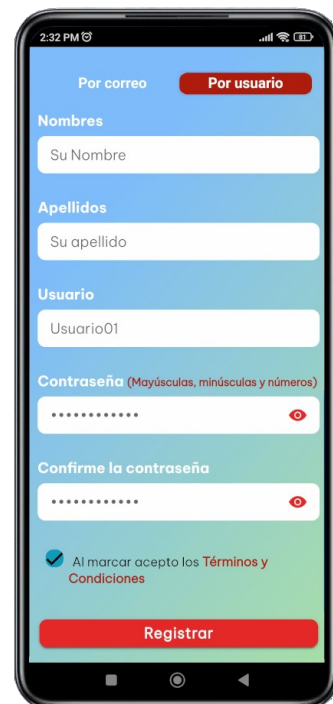 2:32 PM 81
Por correo Por usuario
Nombres
Su Nombre
Apellidos
Su apellido
Usuario
Usuario01
Contraseña (Mayúsculas, minúsculas y números)
••••••••••••
Confirme la contraseña
••••••••••••
Al marcar acepto los Términos y
Condiciones
Registrar